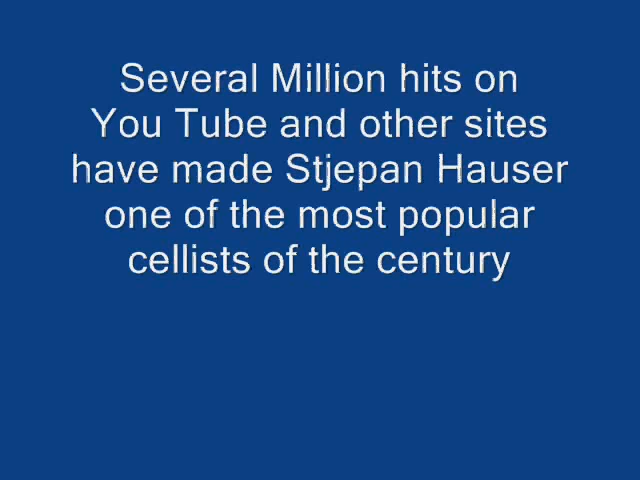 Several Million hits on
You Tube and other sites
have made Stjepan Hauser
one of the most popular
cellists of the century